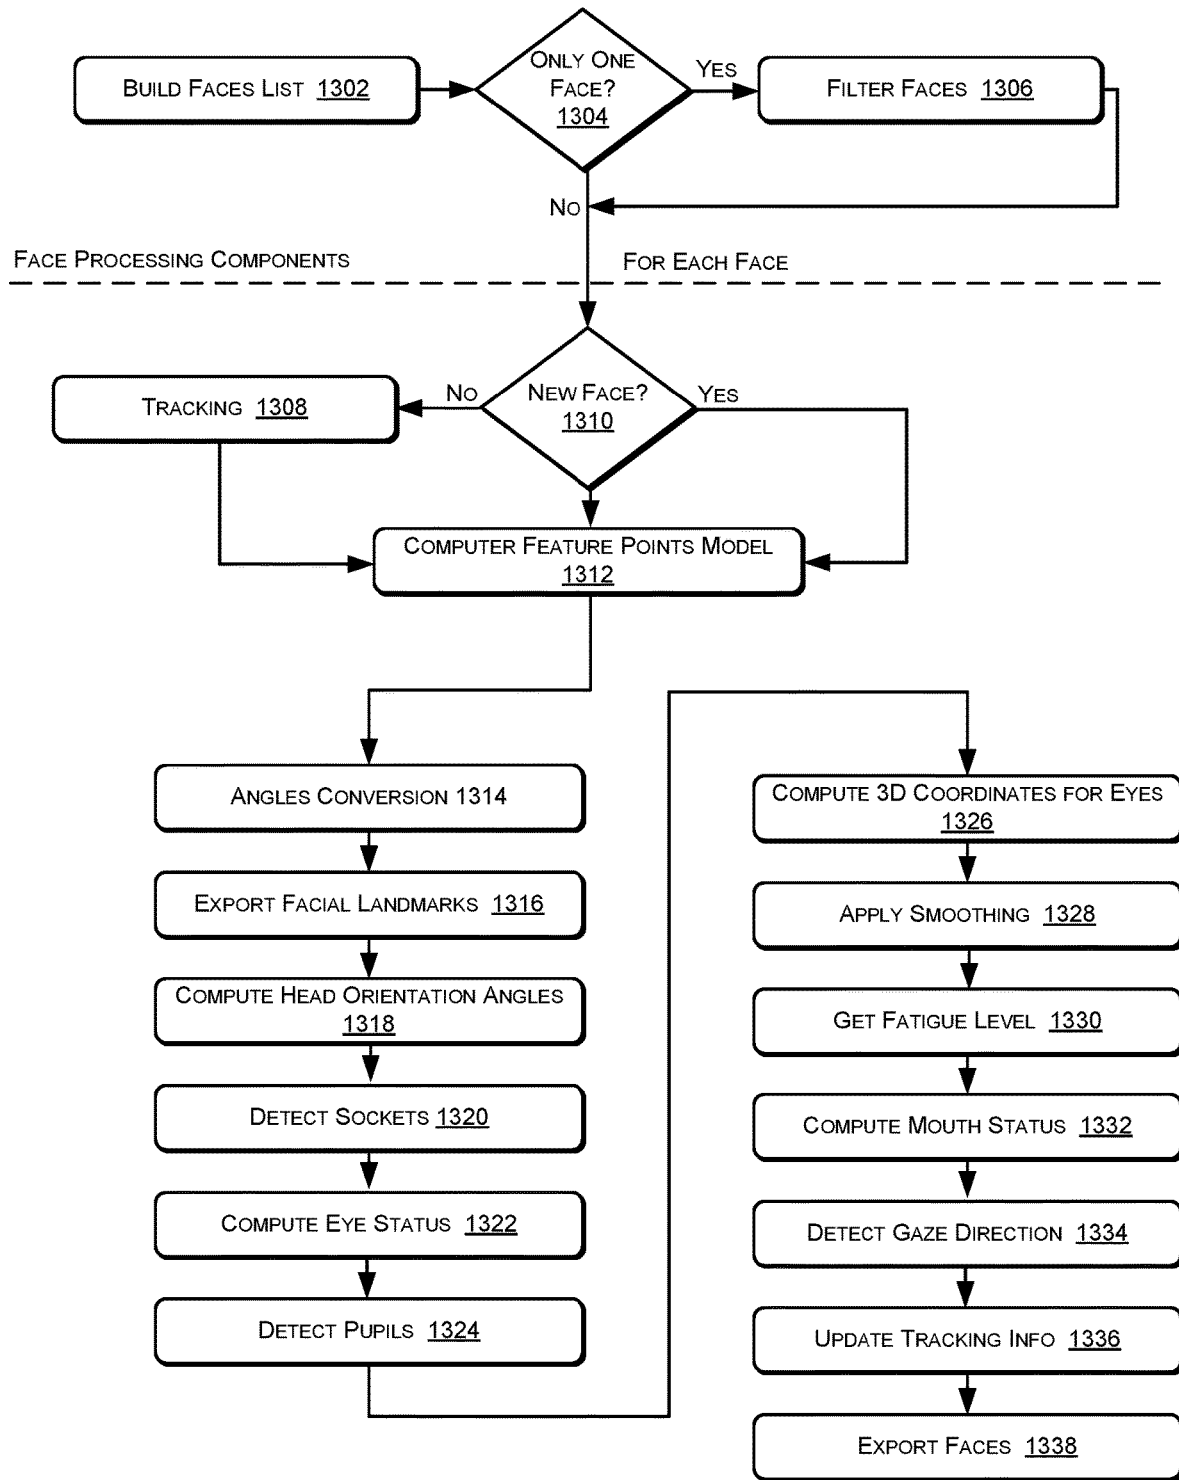 BUILD FACES LIST 1302
ONLY ONE
FACE?
1304
YES
FILTER FACES 1306
NO
FACE PROCESSING COMPONENTS
FOR EACH FACE
TRACKING 1308
NO
NEW FACE?
1310
YES
COMPUTER FEATURE POINTS MODEL
1312
ANGLES CONVERSION 1314
EXPORT FACIAL LANDMARKS 1316
COMPUTE HEAD ORIENTATION ANGLES
1318
DETECT SOCKETS 1320
COMPUTE EYE STATUS 1322
DETECT PUPILS 1324
COMPUTE 3D COORDINATES FOR EYES
1326
APPLY SMOOTHING 1328
GET FATIGUE LEVEL 1330
COMPUTE MOUTH STATUS 1332
DETECT GAZE DIRECTION 1334
UPDATE TRACKING INFO 1336
EXPORT FACES 1338